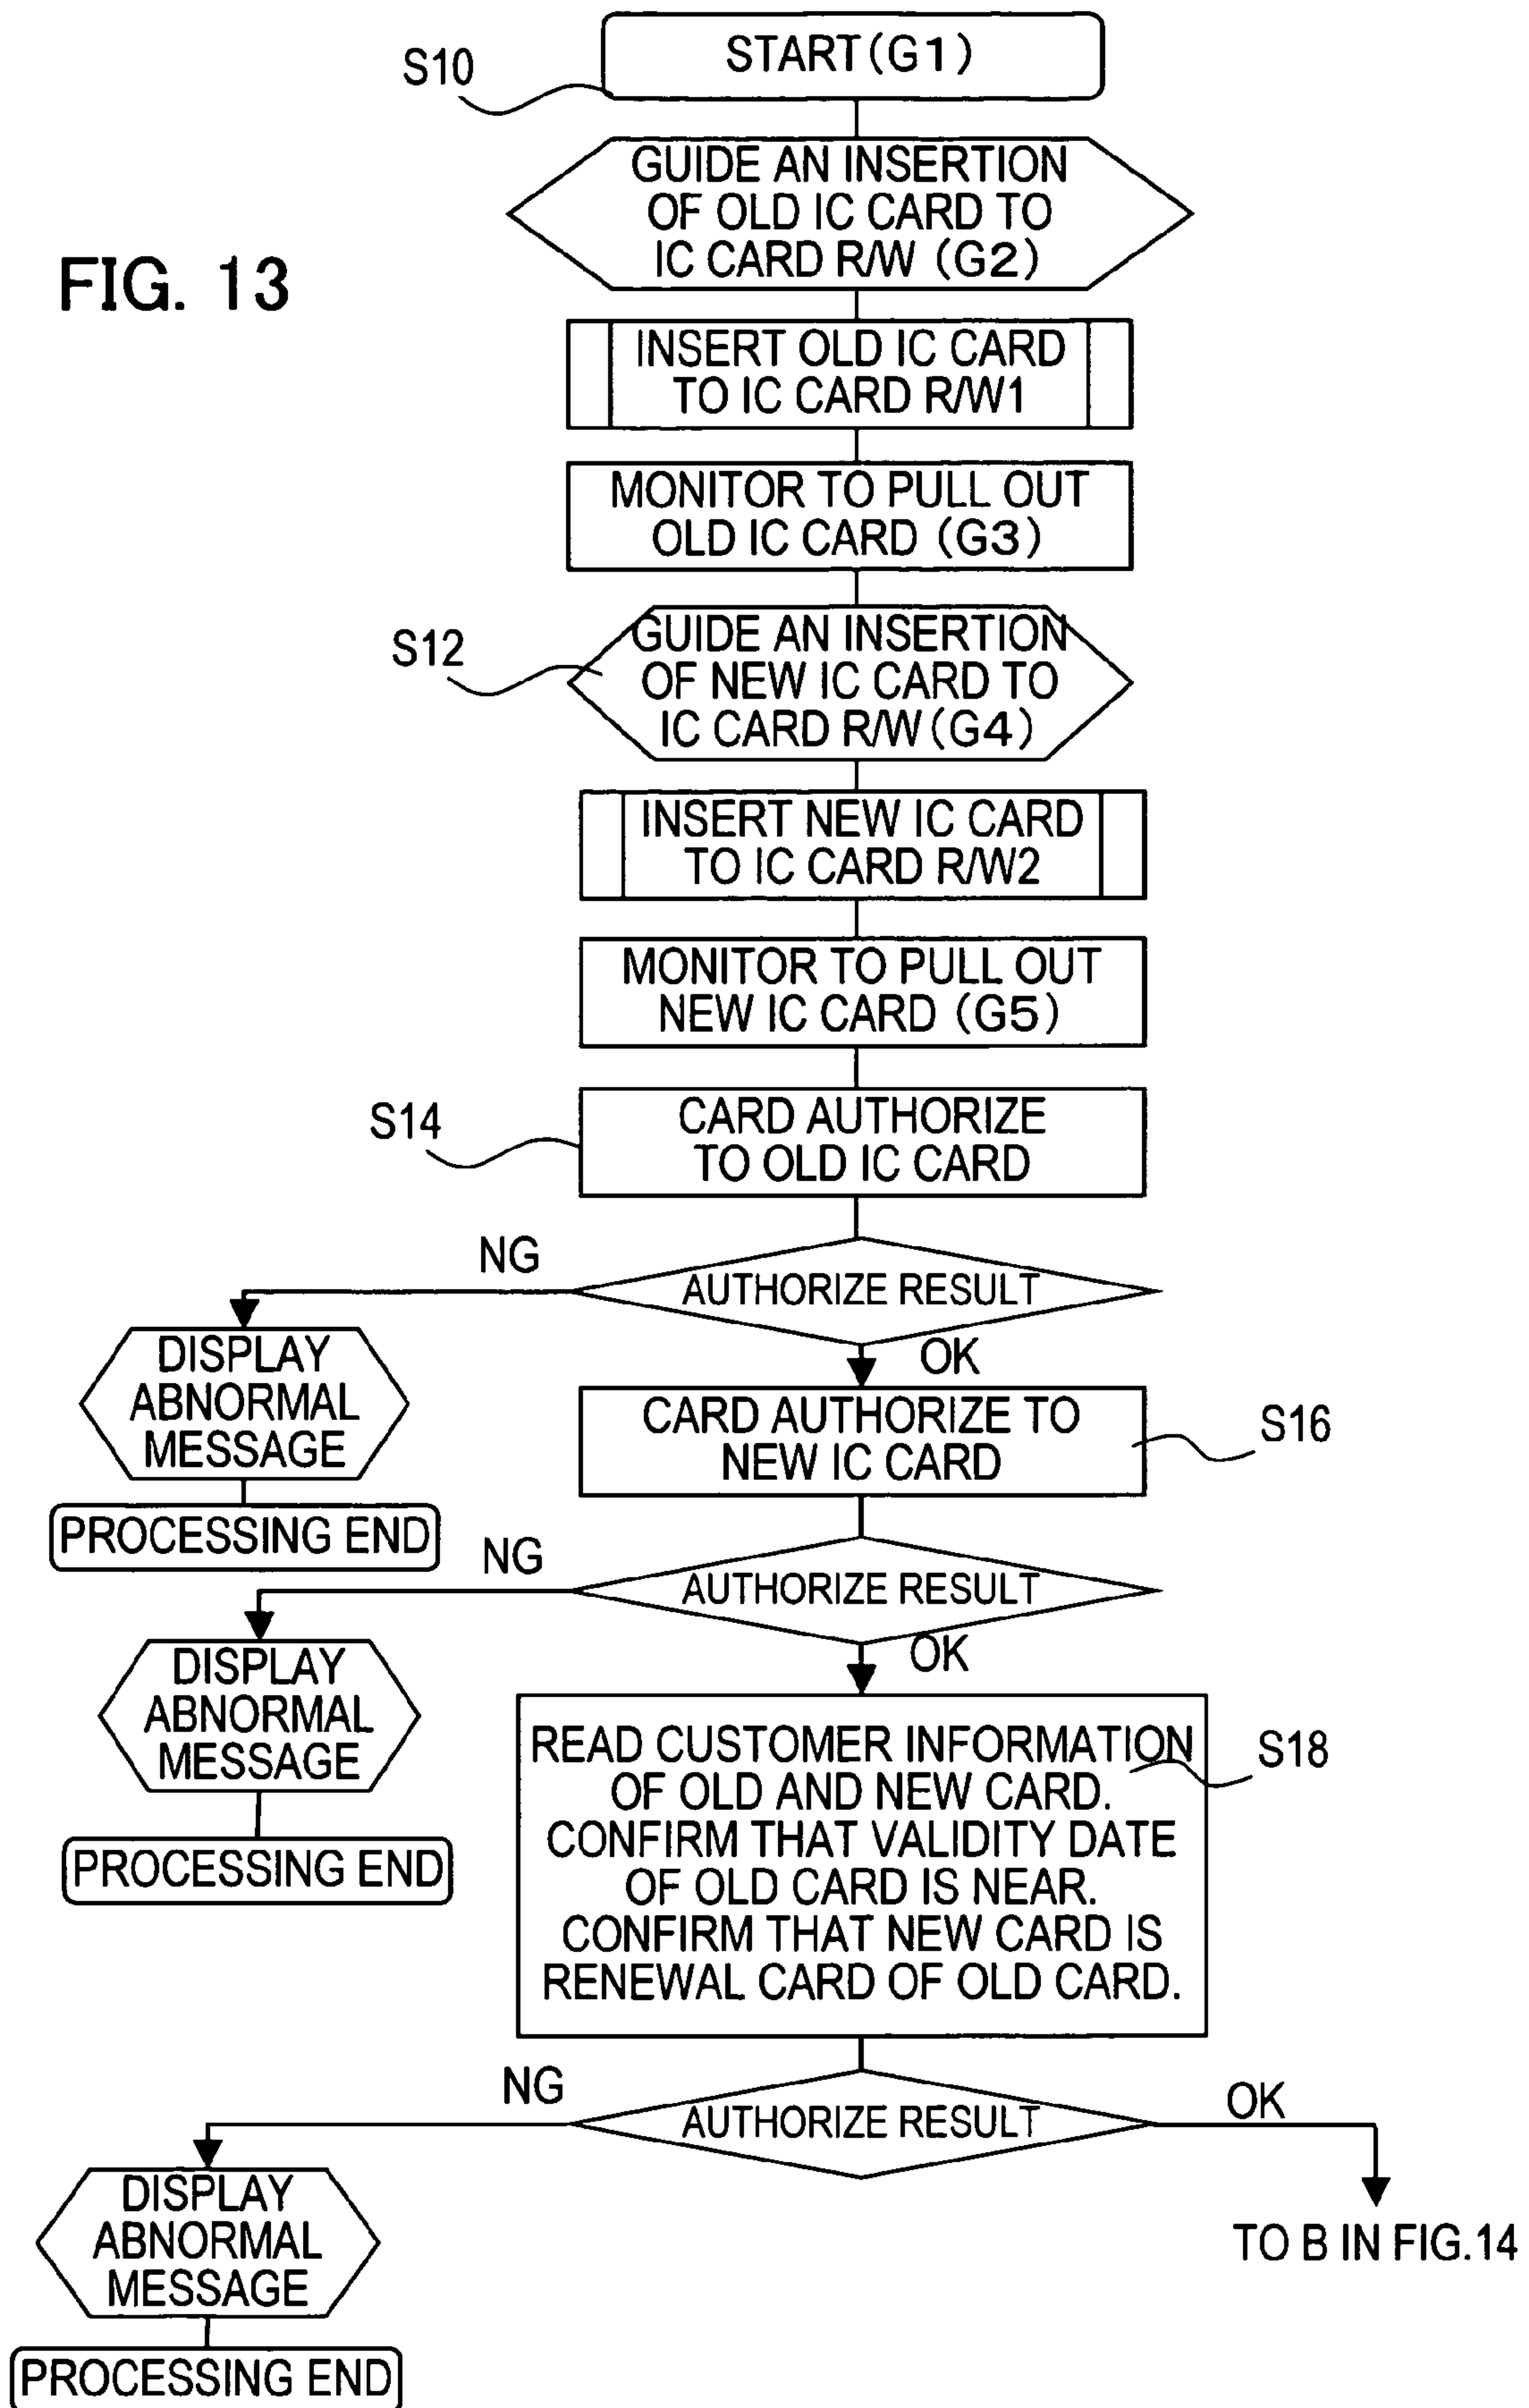 FIG. 13
S10
START(G1)
GUIDE AN INSERTION
OF OLD IC CARD TO
IC CARD R/W (G2)
INSERT OLD IC CARD
TO IC CARD R/W1
MONITOR TO PULL OUT
OLD IC CARD (G3)
S12
GUIDE AN INSERTION
OF NEW IC CARD TO
IC CARD R/W(G4)
INSERT NEW IC CARD
TO IC CARD R/W2
MONITOR TO PULL OUT
NEW IC CARD (G5)
S14
CARD AUTHORIZE
TO OLD IC CARD
NG
AUTHORIZE RESULT
OK
DISPLAY
ABNORMAL
MESSAGE
PROCESSING END
CARD AUTHORIZE TO
NEW IC CARD
S16
NG
AUTHORIZE RESULT
OK
DISPLAY
ABNORMAL
MESSAGE
PROCESSING END
READ CUSTOMER INFORMATION
OF OLD AND NEW CARD.
CONFIRM THAT VALIDITY DATE
OF OLD CARD IS NEAR.
CONFIRM THAT NEW CARD IS
RENEWAL CARD OF OLD CARD.
S18
NG
AUTHORIZE RESULT
OK
DISPLAY
ABNORMAL
MESSAGE
PROCESSING END
TO B IN FIG.14